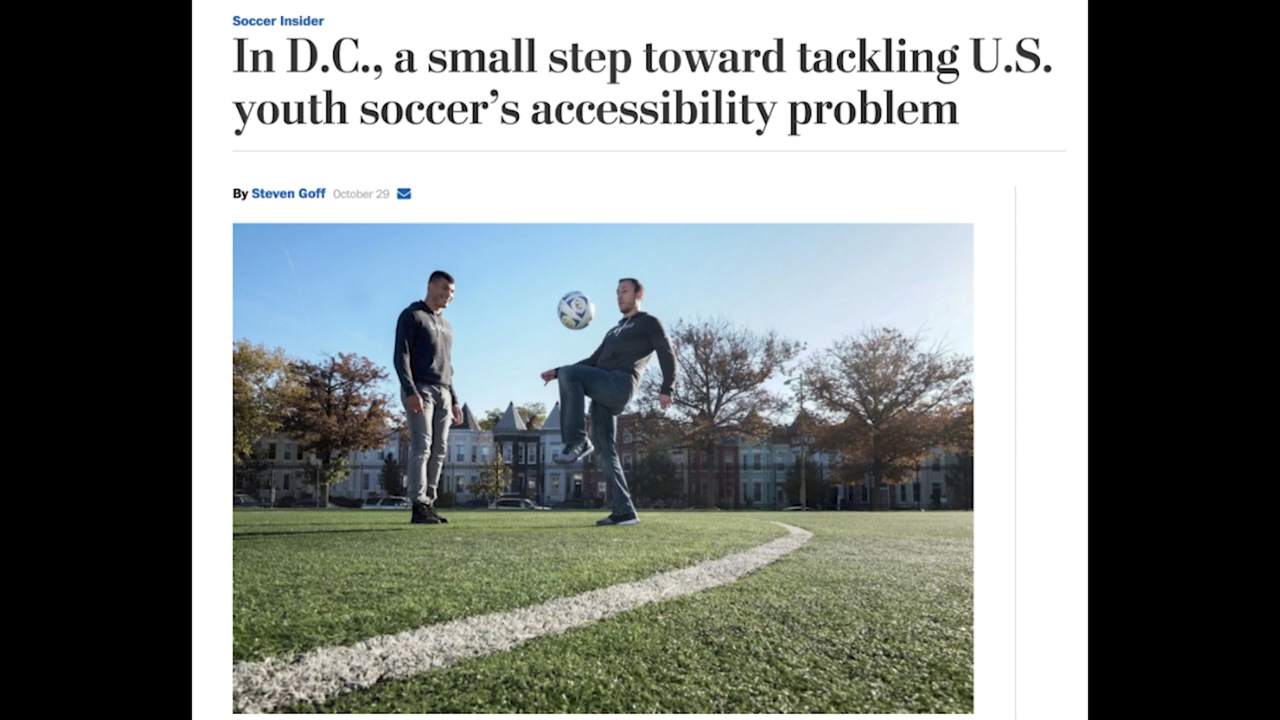 Soccer Insider
In D.C., a small step toward tackling U.S.
youth soccer’s accessibility problem
By Steven Goff October 29